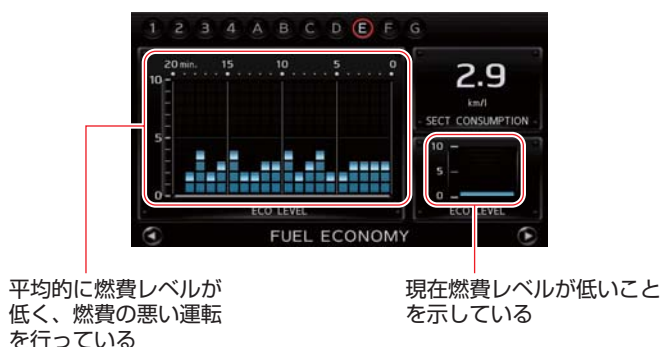 1 2 3 4 A B C D E F G
20 min. 15 10 5 0
10
5
0
ECO LEVEL
2.9
km/l
SECT CONSUMPTION
10
5
0
ECO LEVEL
FUEL ECONOMY
平均的に燃費レベルが
低く、燃費の悪い運転
を行っている
現在燃費レベルが低いこと
を示している